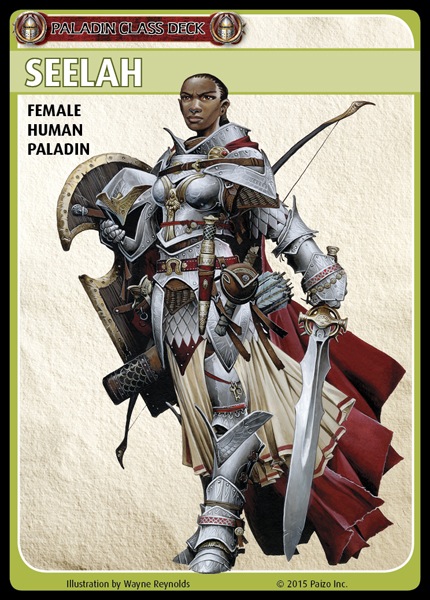 PALADIN CLASS DECK
SEELAH
FEMALE
HUMAN
PALADIN
Illustration by Wayne Reynolds
© 2015 Paizo Inc.